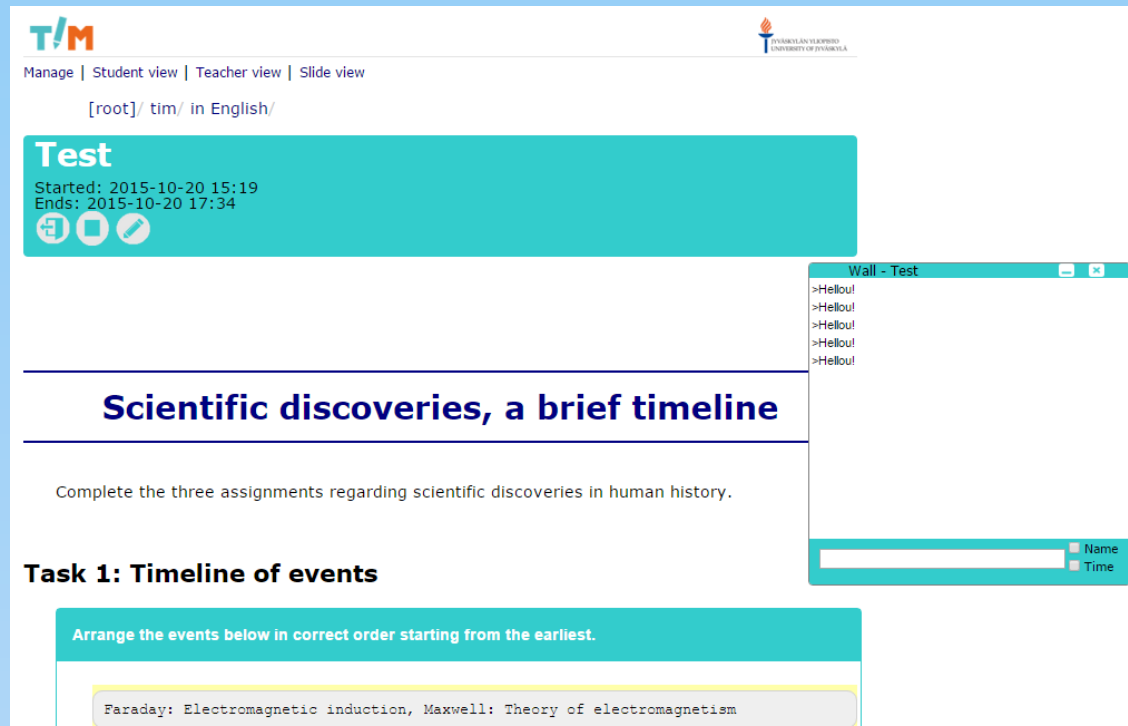 T/M
JYVÄSKYLÄN YLIOPISTO
UNIVERSITY OF JYVÄSKYLÄ
Manage | Student view | Teacher view | Slide view
[root]/ tim/ in English/
Test
Started: 2015-10-20 15:19
Ends: 2015-10-20 17:34
Wall - Test
>Hellou!
>Hellou!
>Hellou!
>Hellou!
>Hellou!
Name
Time
Scientific discoveries, a brief timeline
Complete the three assignments regarding scientific discoveries in human history.
Task 1: Timeline of events
Arrange the events below in correct order starting from the earliest.
Faraday: Electromagnetic induction, Maxwell: Theory of electromagnetism